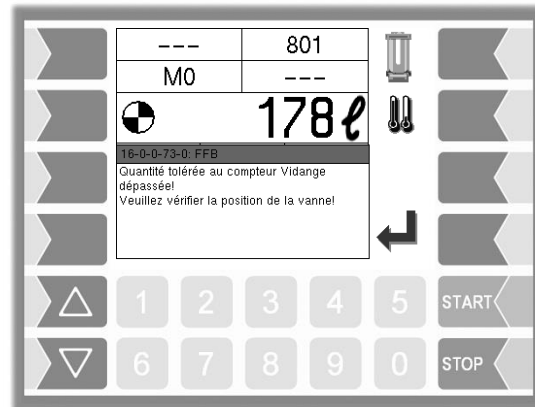 --- 801
M0 ---
178 ℓ
16-0-0-73-0: FFB
Quantité tolérée au compteur Vidange
dépassée!
Veuillez vérifier la position de la vanne!
1 2 3 4 5 START
6 7 8 9 0 STOP